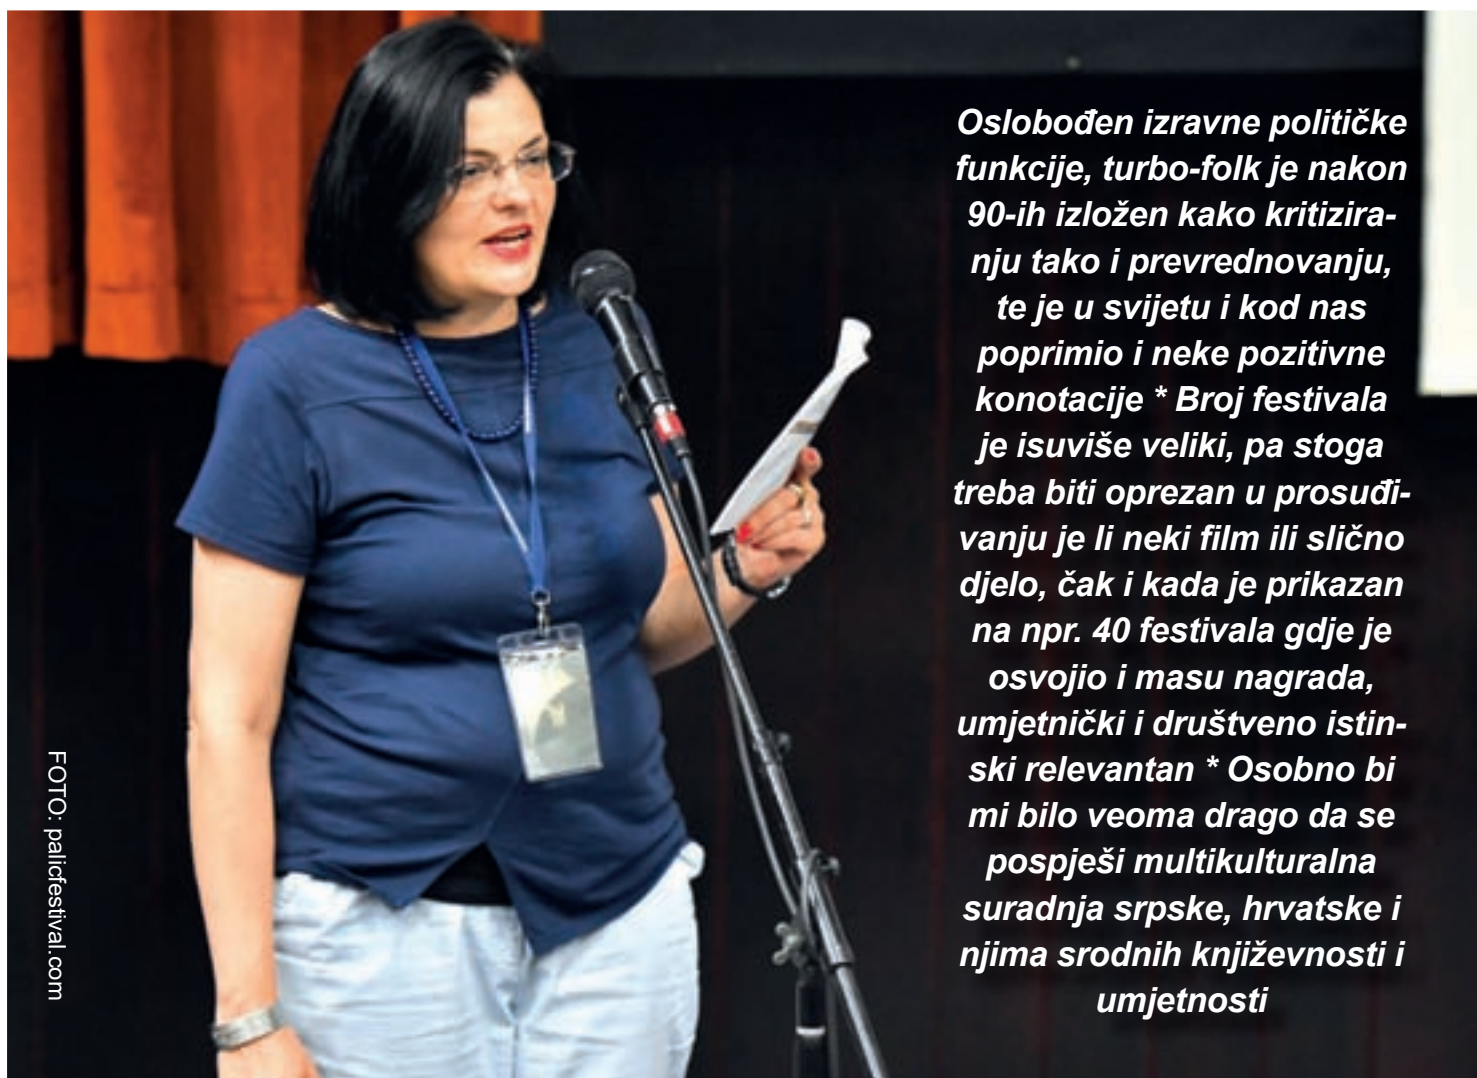 Oslobođen izravne političke
funkcije, turbo-folk je nakon
90-ih izložen kako kritizira-
nju tako i prevrednovanju,
te je u svijetu i kod nas
poprimio i neke pozitivne
konotacije * Broj festivala
je isuviše veliki, pa stoga
treba biti oprezan u prosuđi-
vanju je li neki film ili slično
djelo, čak i kada je prikazan
na npr. 40 festivala gdje je
osvojio i masu nagrada,
umjetnički i društveno istin-
ski relevantan * Osobno bi
mi bilo veoma drago da se
pospješi multikulturalna
suradnja srpske, hrvatske i
njima srodnih književnosti i
umjetnosti
FOTO: palicfestival.com